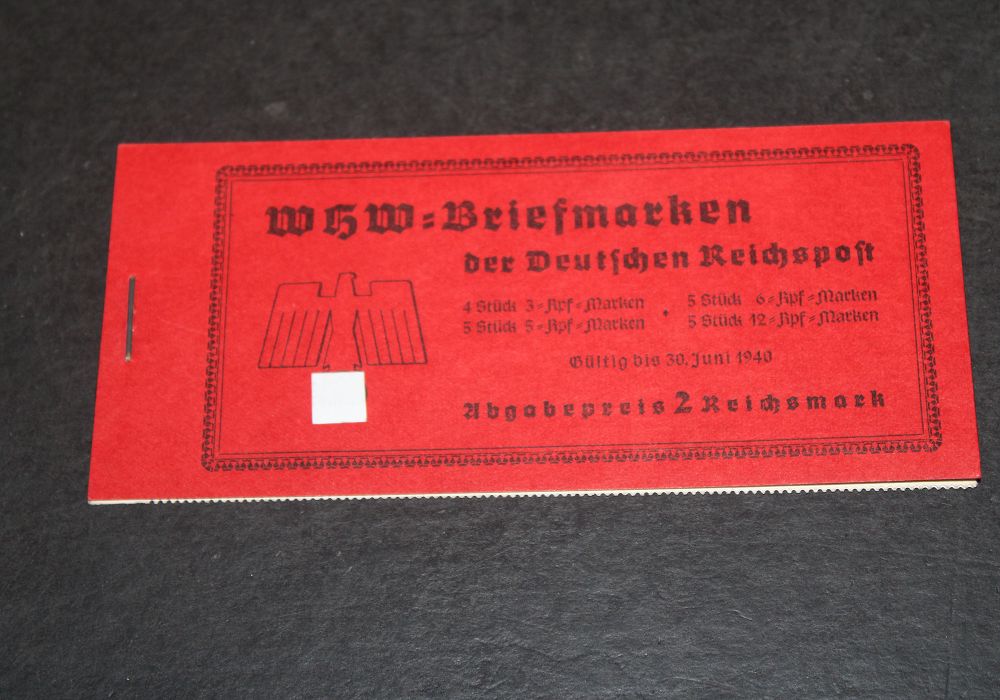 WHW=Briefmarken
der Deutschen Reichspost
4 Stück 3=Rpf=Marken • 5 Stück 6=Rpf=Marken
5 Stück 5=Rpf=Marken 5 Stück 12=Rpf=Marken
Gültig bis 30. Juni 1940
Abgabepreis 2 Reichsmark